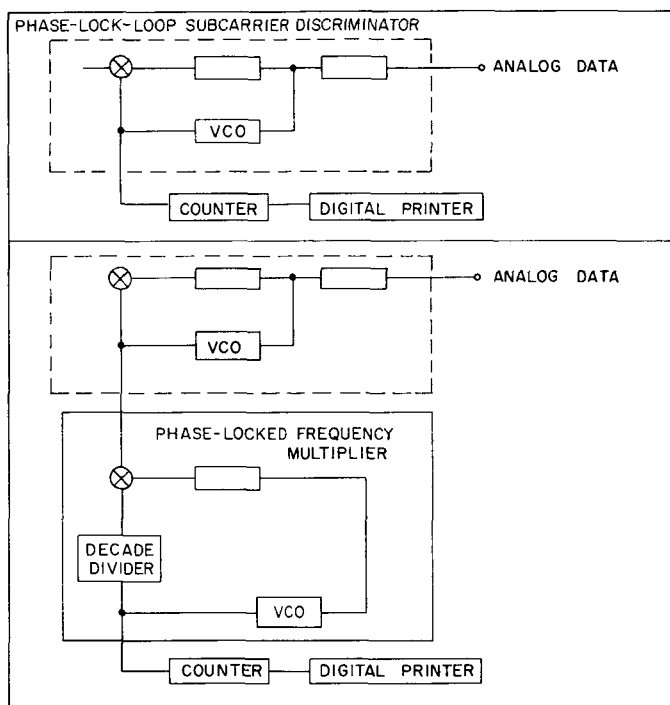 PHASE-LOCK-LOOP SUBCARRIER DISCRIMINATOR
ANALOG DATA
VCO
COUNTER
DIGITAL PRINTER
ANALOG DATA
VCO
PHASE-LOCKED FREQUENCY
MULTIPLIER
DECADE
DIVIDER
VCO
COUNTER
DIGITAL PRINTER